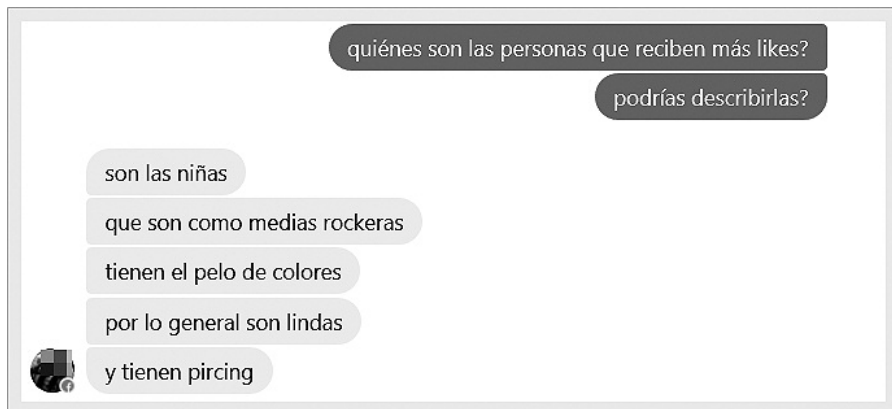 quiénes son las personas que reciben más likes?
podrías describirlas?
son las niñas
que son como medias rockeras
tienen el pelo de colores
por lo general son lindas
y tienen pircing